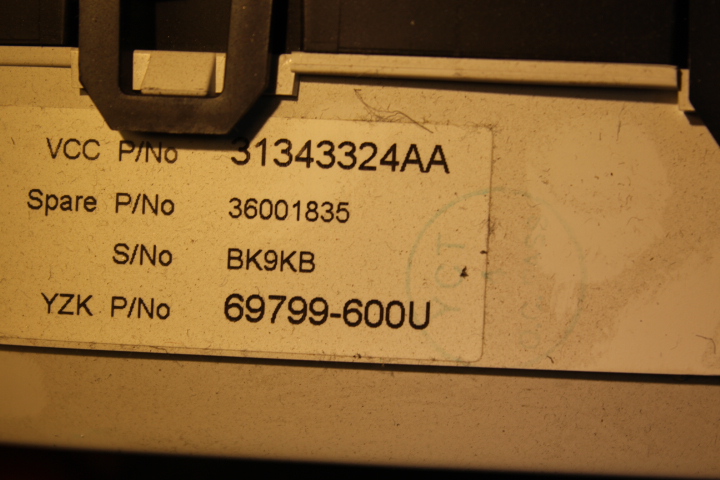 VCC P/No 31343324AA
Spare P/No 36001835
S/No BK9KB
YZK P/No 69799-600U